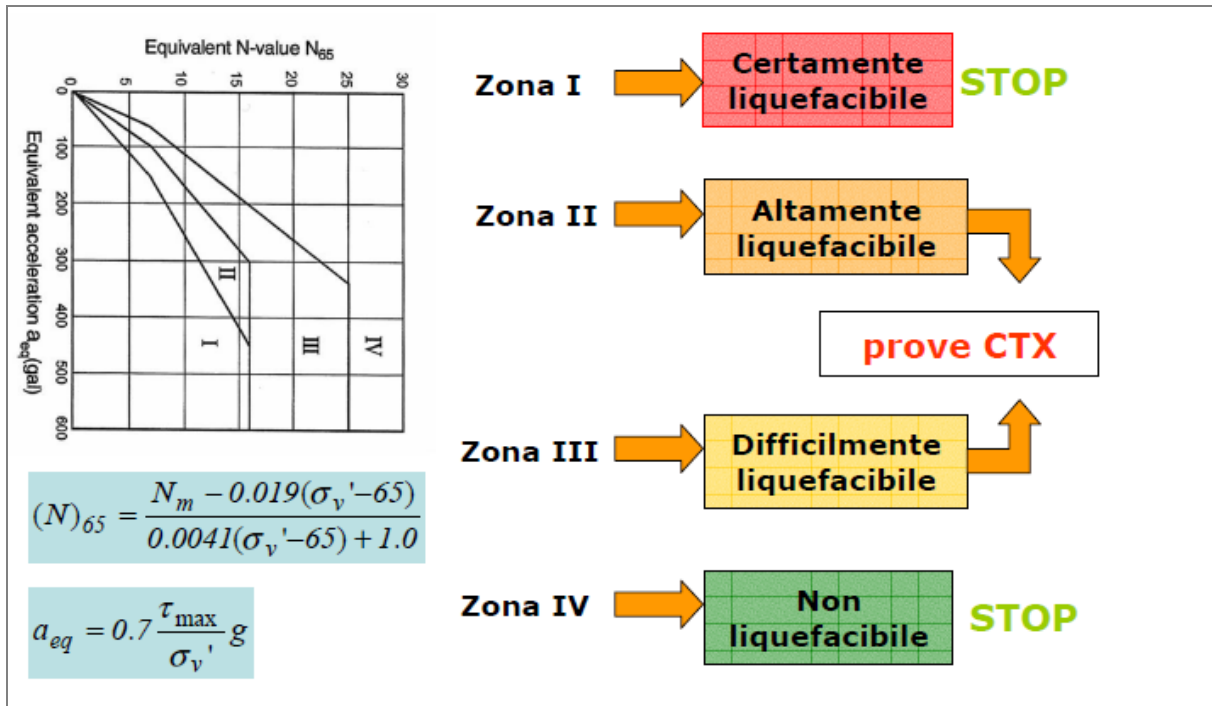 Equivalent N-value N65
0 5 10 15 20 25 30
0
100
200
300
400
500
600
Equivalent acceleration aeq(gal)
I
II
III
IV
(N)65 = (Nm − 0.019(σv'−65)) / (0.0041(σv'−65) + 1.0)
aeq = 0.7 τmax / σv' g
Zona I
Certamente
liquefacibile
STOP
Zona II
Altamente
liquefacibile
prove CTX
Zona III
Difficilmente
liquefacibile
Zona IV
Non
liquefacibile
STOP